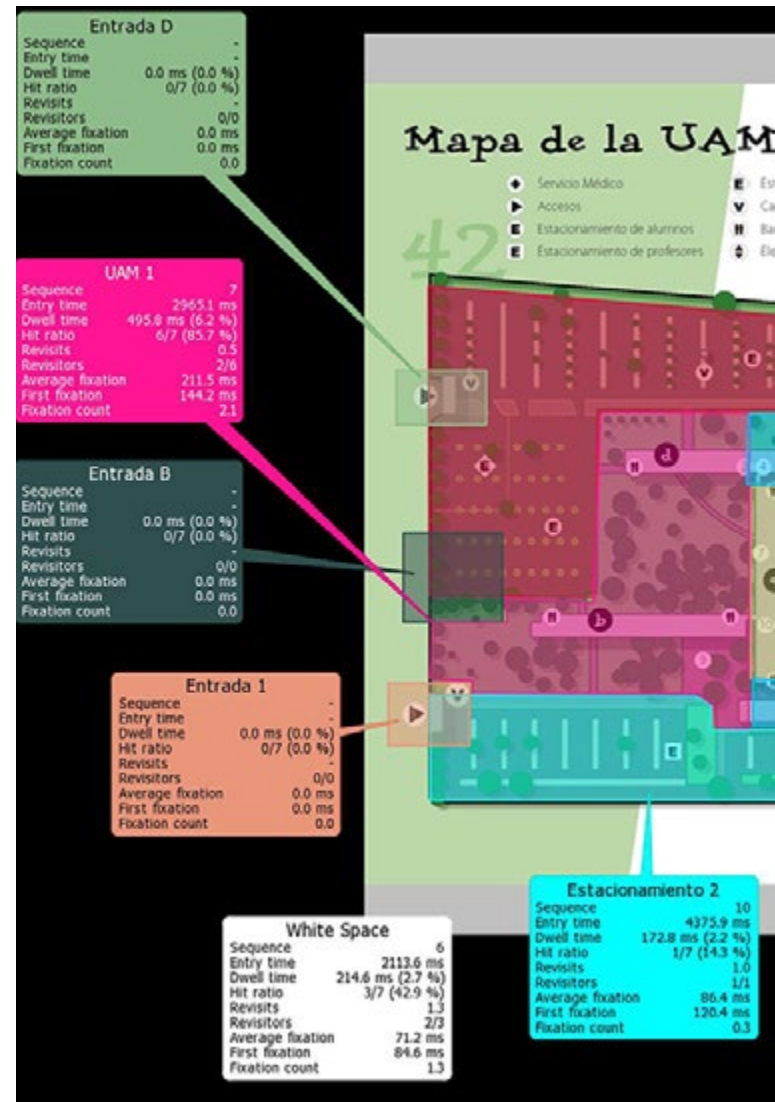 Entrada D
Sequence -
Entry time -
Dwell time 0.0 ms (0.0 %)
Hit ratio 0/7 (0.0 %)
Revisits -
Revisitors 0/0
Average fixation 0.0 ms
First fixation 0.0 ms
Fixation count 0.0
Mapa de la UAM
Servicio Médico
Accesos
E Estacionamiento de alumnos
E Estacionamiento de profesores
E Est
V Ca
Ba
Ele
42
UAM 1
Sequence 7
Entry time 2965.1 ms
Dwell time 495.8 ms (6.2 %)
Hit ratio 6/7 (85.7 %)
Revisits 0.5
Revisitors 2/6
Average fixation 211.5 ms
First fixation 144.2 ms
Fixation count 2.1
V
V
E
d
E
E
b
V
E
Entrada B
Sequence -
Entry time -
Dwell time 0.0 ms (0.0 %)
Hit ratio 0/7 (0.0 %)
Revisits -
Revisitors 0/0
Average fixation 0.0 ms
First fixation 0.0 ms
Fixation count 0.0
Entrada 1
Sequence -
Entry time -
Dwell time 0.0 ms (0.0 %)
Hit ratio 0/7 (0.0 %)
Revisits -
Revisitors 0/0
Average fixation 0.0 ms
First fixation 0.0 ms
Fixation count 0.0
Estacionamiento 2
Sequence 10
Entry time 4375.9 ms
Dwell time 172.8 ms (2.2 %)
Hit ratio 1/7 (14.3 %)
Revisits 1.0
Revisitors 1/1
Average fixation 86.4 ms
First fixation 120.4 ms
Fixation count 0.3
White Space
Sequence 6
Entry time 2113.6 ms
Dwell time 214.6 ms (2.7 %)
Hit ratio 3/7 (42.9 %)
Revisits 1.3
Revisitors 2/3
Average fixation 71.2 ms
First fixation 84.6 ms
Fixation count 1.3